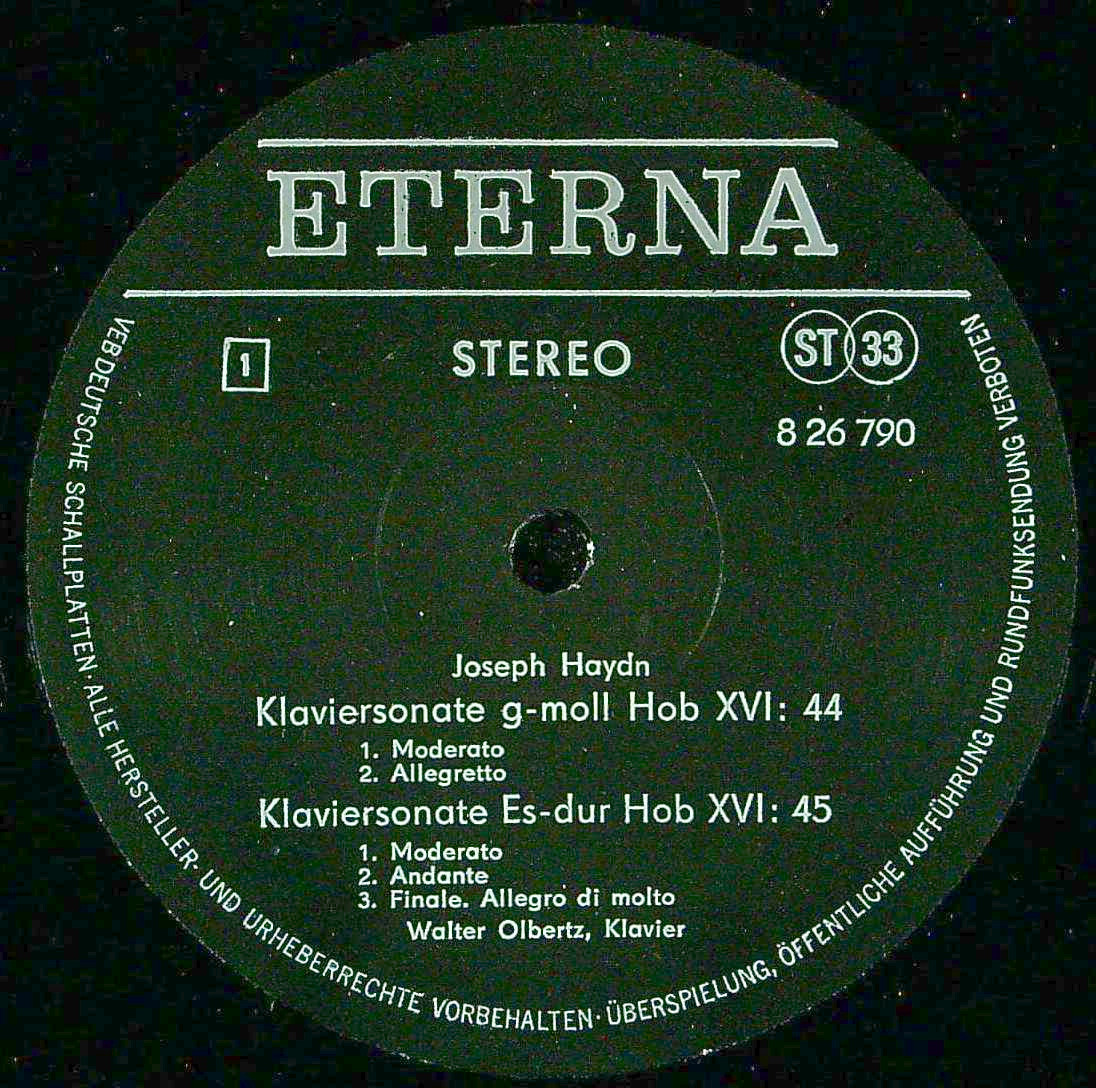 ETERNA
1
STEREO
ST 33
8 26 790
Joseph Haydn
Klaviersonate g-moll Hob XVI: 44
1. Moderato
2. Allegretto
Klaviersonate Es-dur Hob XVI: 45
1. Moderato
2. Andante
3. Finale. Allegro di molto
Walter Olbertz, Klavier
VEB DEUTSCHE SCHALLPLATTEN · ALLE HERSTELLER- UND URHEBERRECHTE VORBEHALTEN · ÜBERSPIELUNG, ÖFFENTLICHE AUFFÜHRUNG UND RUNDFUNKSENDUNG VERBOTEN